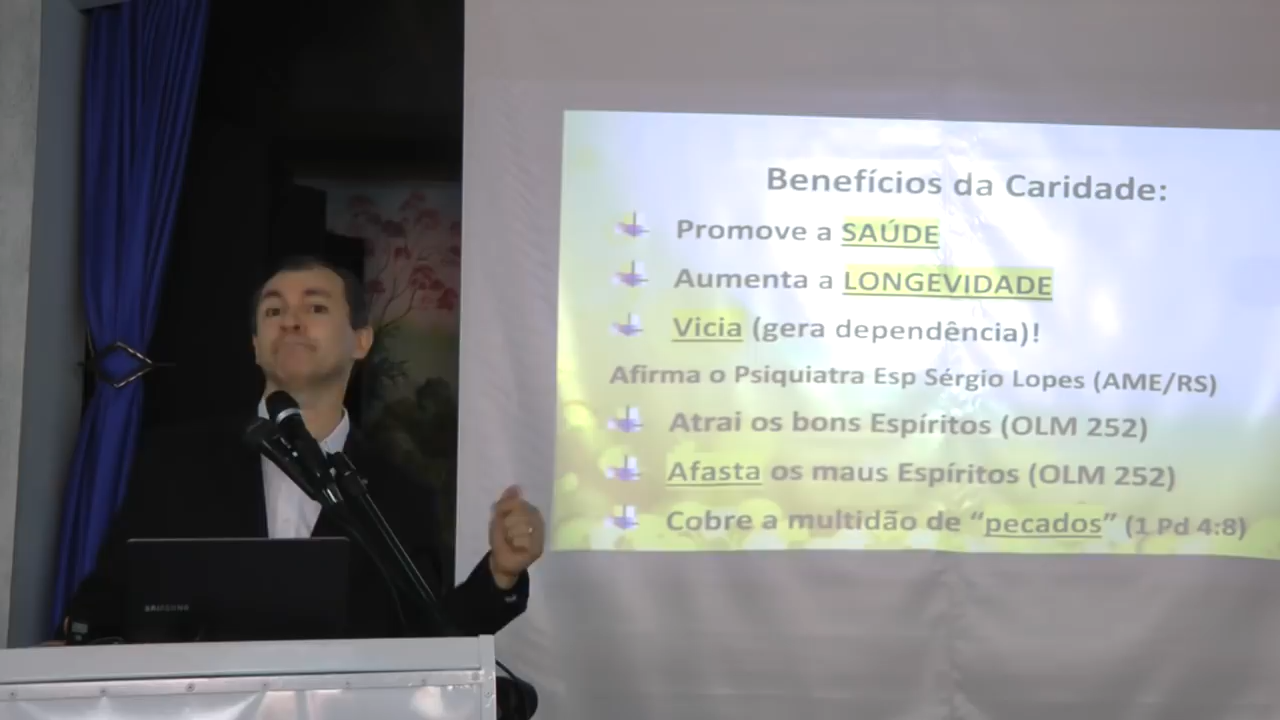 Benefícios da Caridade:
Promove a SAÚDE
Aumenta a LONGEVIDADE
Vicia (gera dependência)!
Afirma o Psiquiatra Esp Sérgio Lopes (AME/RS)
Atrai os bons Espíritos (OLM 252)
Afasta os maus Espíritos (OLM 252)
Cobre a multidão de “pecados” (1 Pd 4:8)
SAMSUNG